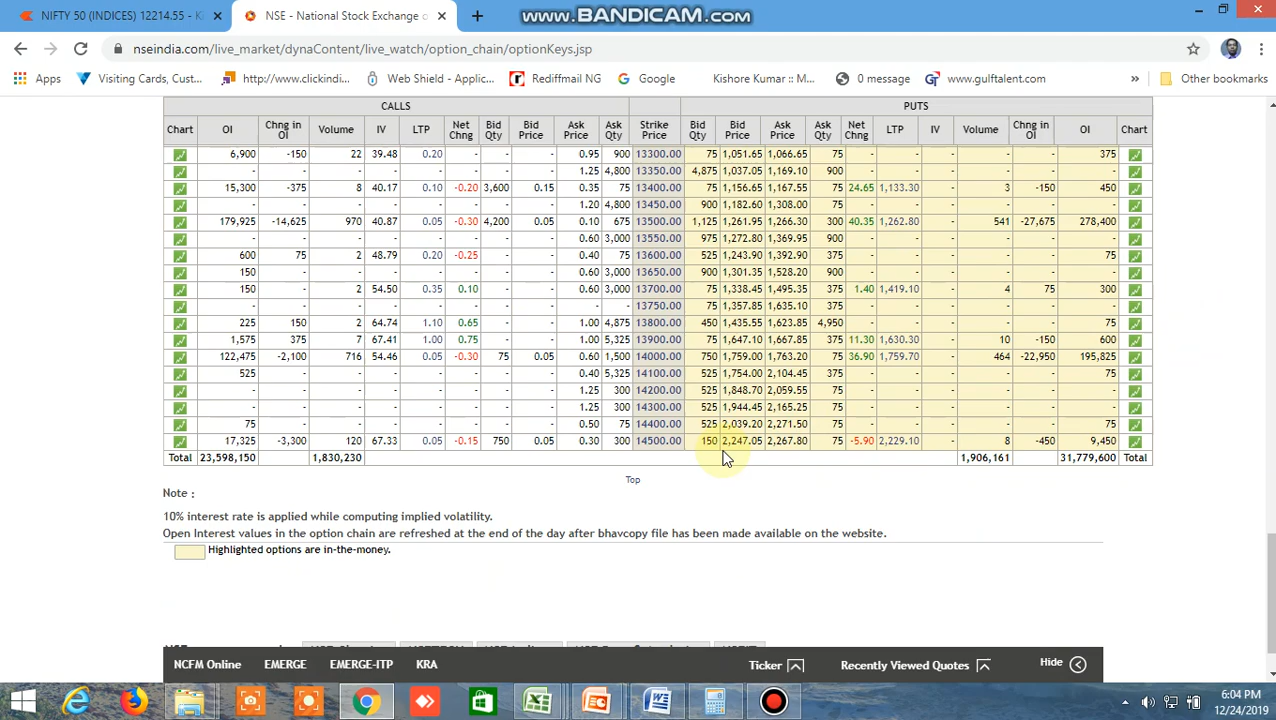 NIFTY 50 (INDICES) 12214.55 - K
NSE - National Stock Exchange o
www.BANDICAM.com
nseindia.com/live_market/dynaContent/live_watch/option_chain/optionKeys.jsp
Apps Visiting Cards, Cust... http://www.clickindi... Web Shield - Applic... Rediffmail NG Google Kishore Kumar :: M... 0 message www.gulftalent.com » Other bookmarks
CALLS PUTS
Chart OI Chng in OI Volume IV LTP Net Chng Bid Qty Bid Price Ask Price Ask Qty Strike Price Bid Qty Bid Price Ask Price Ask Qty Net Chng LTP IV Volume Chng in OI OI Chart
6,900 -150 22 39.48 0.20 - - - 0.95 900 13300.00 75 1,051.65 1,066.65 75 - - - - - 375
- - - - - - - - 1.25 4,800 13350.00 4,875 1,037.05 1,169.10 900 - - - - - -
15,300 -375 8 40.17 0.10 -0.20 3,600 0.15 0.35 75 13400.00 75 1,156.65 1,167.55 75 24.65 1,133.30 - 3 -150 450
- - - - - - - - 1.20 4,800 13450.00 900 1,182.60 1,308.00 75 - - - - - -
179,925 -14,625 970 40.87 0.05 -0.30 4,200 0.05 0.10 675 13500.00 1,125 1,261.95 1,266.30 300 40.35 1,262.80 - 541 -27,675 278,400
- - - - - - - - 0.60 3,000 13550.00 975 1,272.80 1,369.95 900 - - - - - -
600 75 2 48.79 0.20 -0.25 - - 0.40 75 13600.00 525 1,243.90 1,392.90 375 - - - - - 75
150 - - - - - - - 0.60 3,000 13650.00 900 1,301.35 1,528.20 900 - - - - - -
150 - 2 54.50 0.35 0.10 - - 0.60 3,000 13700.00 75 1,338.45 1,495.35 375 1.40 1,419.10 - 4 75 300
- - - - - - - - - - 13750.00 75 1,357.85 1,635.10 375 - - - - - -
225 150 2 64.74 1.10 0.65 - - 1.00 4,875 13800.00 450 1,435.55 1,623.85 4,950 - - - - - 75
1,575 375 7 67.41 1.00 0.75 - - 1.00 5,325 13900.00 75 1,647.10 1,667.85 375 11.30 1,630.30 - 10 -150 600
122,475 -2,100 716 54.46 0.05 -0.30 75 0.05 0.60 1,500 14000.00 750 1,759.00 1,763.20 75 36.90 1,759.70 - 464 -22,950 195,825
525 - - - - - - - 0.40 5,325 14100.00 525 1,754.00 2,104.45 375 - - - - - 75
- - - - - - - - 1.25 300 14200.00 525 1,848.70 2,059.55 75 - - - - - -
- - - - - - - - 1.25 300 14300.00 525 1,944.45 2,165.25 75 - - - - - -
75 - - - - - - - 0.50 75 14400.00 525 2,039.20 2,271.50 75 - - - - - -
17,325 -3,300 120 67.33 0.05 -0.15 750 0.05 0.30 300 14500.00 150 2,247.05 2,267.80 75 -5.90 2,229.10 - 8 -450 9,450
Total 23,598,150 1,830,230 1,906,161 31,779,600 Total
Top
Note :
10% interest rate is applied while computing implied volatility.
Open Interest values in the option chain are refreshed at the end of the day after bhavcopy file has been made available on the website.
Highlighted options are in-the-money.
NCFM Online EMERGE EMERGE-ITP KRA Ticker Recently Viewed Quotes Hide
6:04 PM
12/24/2019